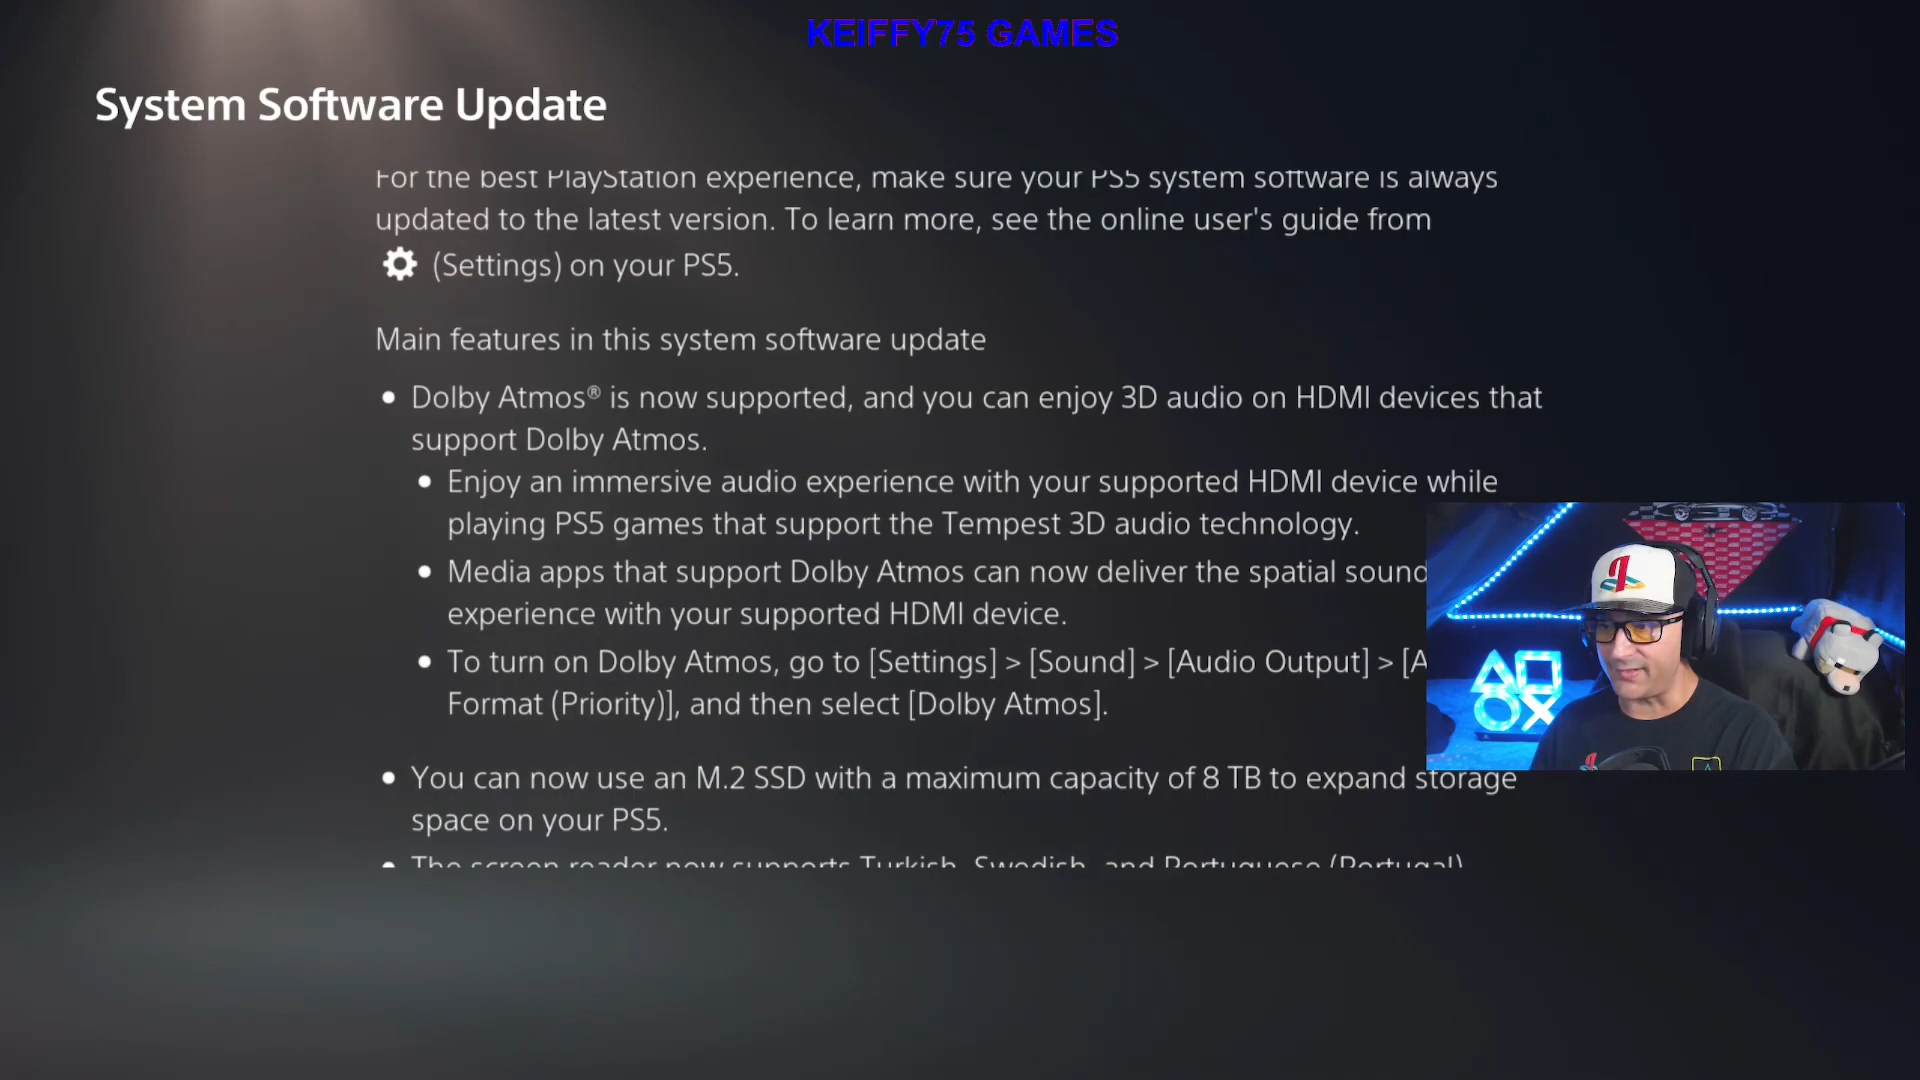 KEIFFY75 GAMES
System Software Update
For the best PlayStation experience, make sure your PS5 system software is always
updated to the latest version. To learn more, see the online user's guide from
(Settings) on your PS5.
Main features in this system software update
• Dolby Atmos® is now supported, and you can enjoy 3D audio on HDMI devices that
support Dolby Atmos.
• Enjoy an immersive audio experience with your supported HDMI device while
playing PS5 games that support the Tempest 3D audio technology.
• Media apps that support Dolby Atmos can now deliver the spatial sound
experience with your supported HDMI device.
• To turn on Dolby Atmos, go to [Settings] > [Sound] > [Audio Output] > [A
Format (Priority)], and then select [Dolby Atmos].
• You can now use an M.2 SSD with a maximum capacity of 8 TB to expand storage
space on your PS5.
• The screen reader now supports Turkish, Swedish, and Portuguese (Portugal)